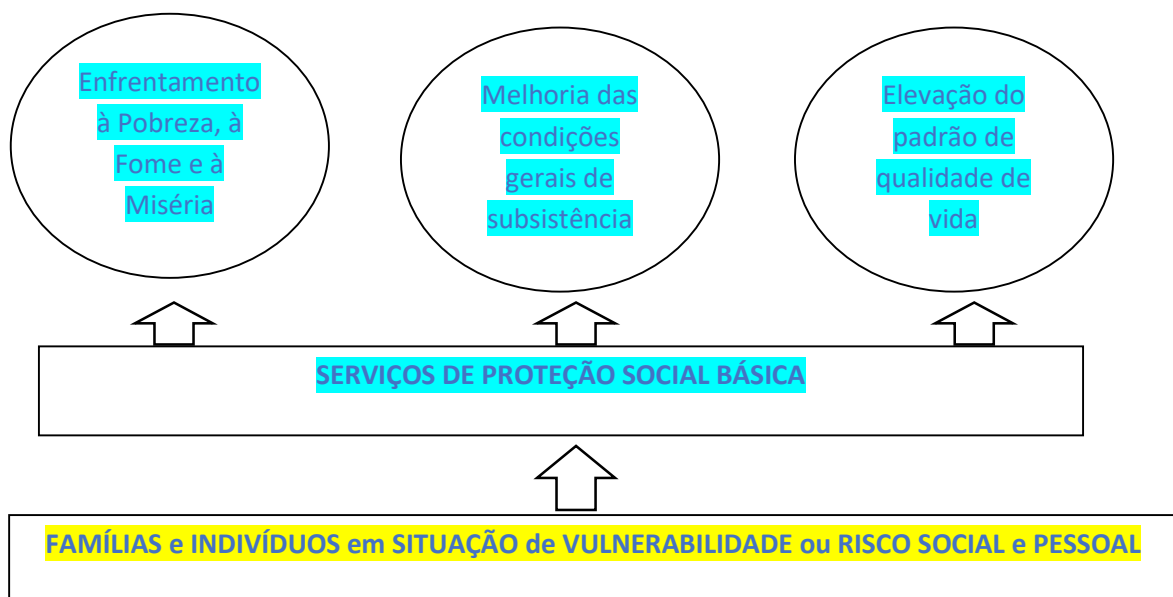 Enfrentamento
à Pobreza, à
Fome e à
Miséria
Melhoria das
condições
gerais de
subsistência
Elevação do
padrão de
qualidade de
vida
SERVIÇOS DE PROTEÇÃO SOCIAL BÁSICA
FAMÍLIAS e INDIVÍDUOS em SITUAÇÃO de VULNERABILIDADE ou RISCO SOCIAL e PESSOAL